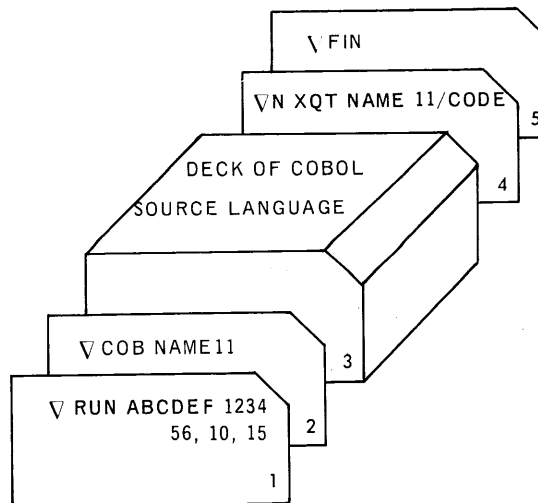 ∇ FIN
∇N XQT NAME 11/CODE
5
DECK OF COBOL
SOURCE LANGUAGE
4
∇ COB NAME11
3
∇ RUN ABCDEF 1234
56, 10, 15
2
1